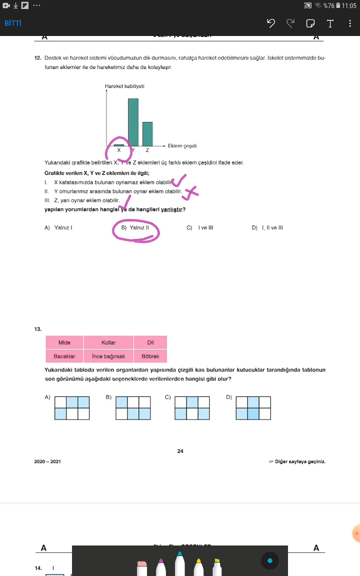 %76 11:05
BİTTİ
T
A
A
12. Destek ve hareket sistemi vücudumuzun dik durmasını, rahatça hareket edebilmesini sağlar. İskelet sistemimizde bu-
lunan eklemler ile de hareketimiz daha da kolaylaşır.
Hareket kabiliyeti
X Y Z
Eklem çeşidi
Yukarıdaki grafikte belirtilen X, Y ve Z eklemleri üç farklı eklem çeşidini ifade eder.
Grafikte verilen X, Y ve Z eklemleri ile ilgili;
I. X kafatasımızda bulunan oynamaz eklem olabilir.
II. Y omurlarımız arasında bulunan oynar eklem olabilir.
III. Z, yarı oynar eklem olabilir.
yapılan yorumlardan hangisi ya da hangileri yanlıştır?
A) Yalnız I B) Yalnız II C) I ve III D) I, II ve III
13.
Mide Kollar Dil
Bacaklar İnce bağırsak Böbrek
Yukarıdaki tabloda verilen organlardan yapısında çizgili kas bulunanlar kutucuklar tarandığında tablonun
son görünümü aşağıdaki seçeneklerde verilenlerden hangisi gibi olur?
A) B) C) D)
24
2020 – 2021
Diğer sayfaya geçiniz.
A
A
14. I